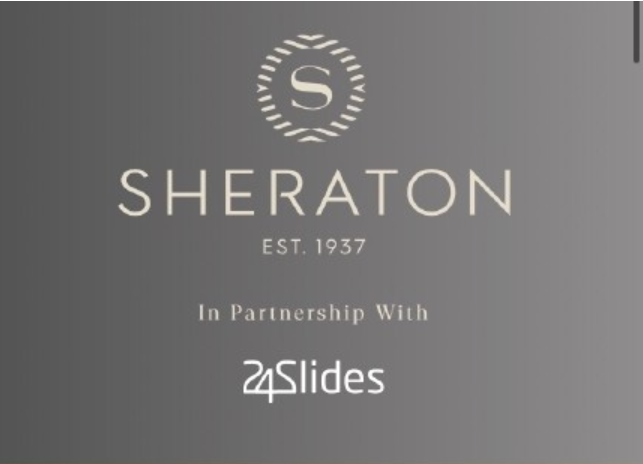 S
SHERATON
EST. 1937
In Partnership With
24Slides